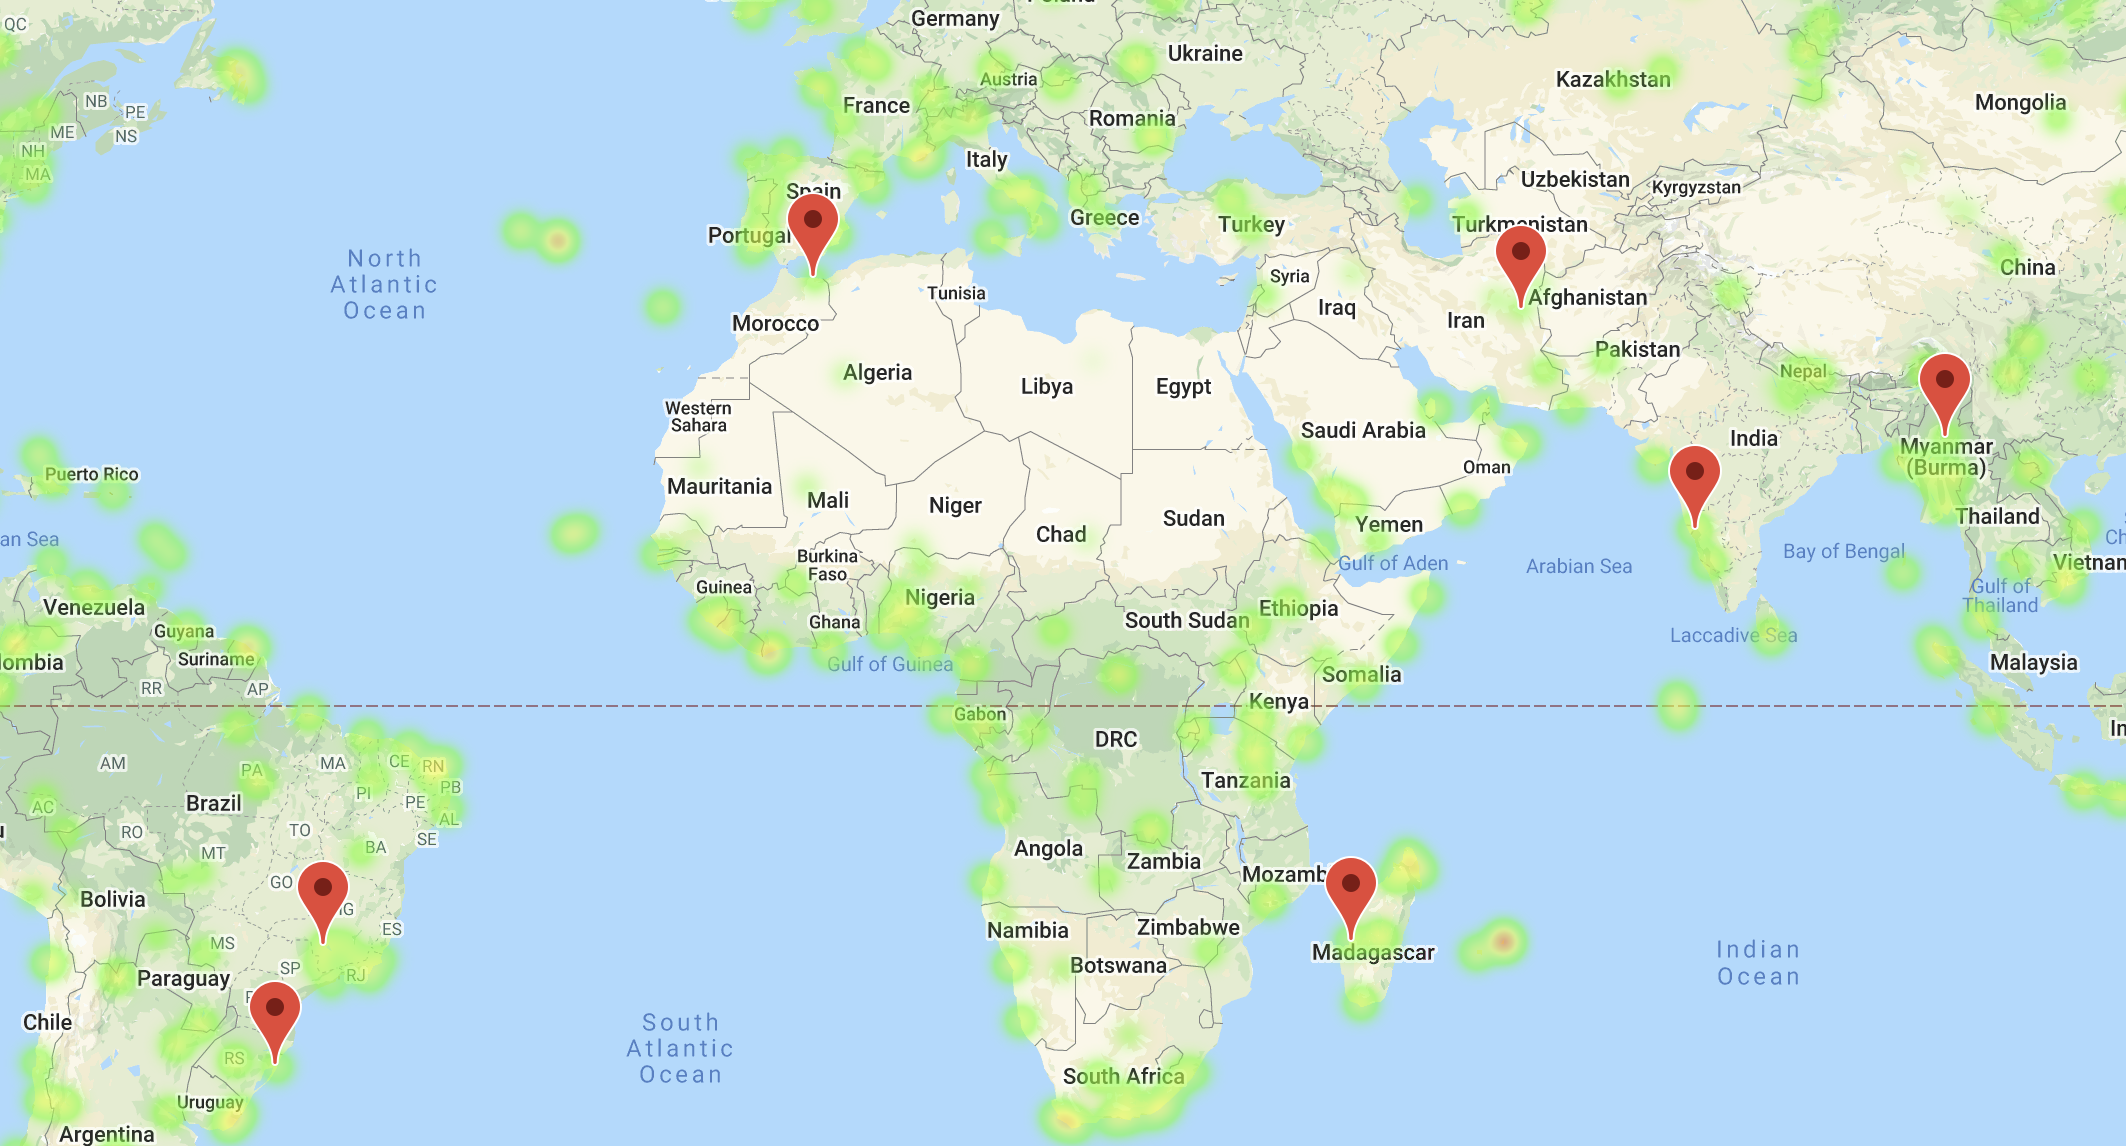 QC
Germany
Ukraine
Austria
Kazakhstan
Mongolia
NB
PE
ME
NS
NH
MA
France
Romania
Italy
Spain
Uzbekistan
Kyrgyzstan
Portugal
Greece
Turkey
Turkmenistan
North
Atlantic
Ocean
China
Syria
Tunisia
Iraq
Afghanistan
Iran
Morocco
Pakistan
Algeria
Libya
Egypt
Nepal
Western
Sahara
Saudi Arabia
India
Myanmar
(Burma)
Puerto Rico
Oman
Mauritania
Mali
Niger
Chad
Sudan
Yemen
Thailand
an Sea
Burkina
Faso
Gulf of Aden
Arabian Sea
Bay of Bengal
Vietnan
Ch
Guinea
Nigeria
Ethiopia
Gulf of
Thailand
Venezuela
Guyana
Ghana
South Sudan
Laccadive Sea
lombia
Suriname
Gulf of Guinea
Somalia
Malaysia
RR
AP
Gabon
Kenya
In
DRC
AM
PA
MA
CE
RN
PI
PB
PE
AC
Brazil
AL
Tanzania
RO
TO
SE
MT
BA
Angola
Zambia
GO
Mozamb
Bolivia
IG
ES
Namibia
Zimbabwe
MS
SP
RJ
Botswana
Madagascar
Indian
Ocean
Paraguay
Chile
South
Atlantic
Ocean
RS
South Africa
Uruguay
Argentina